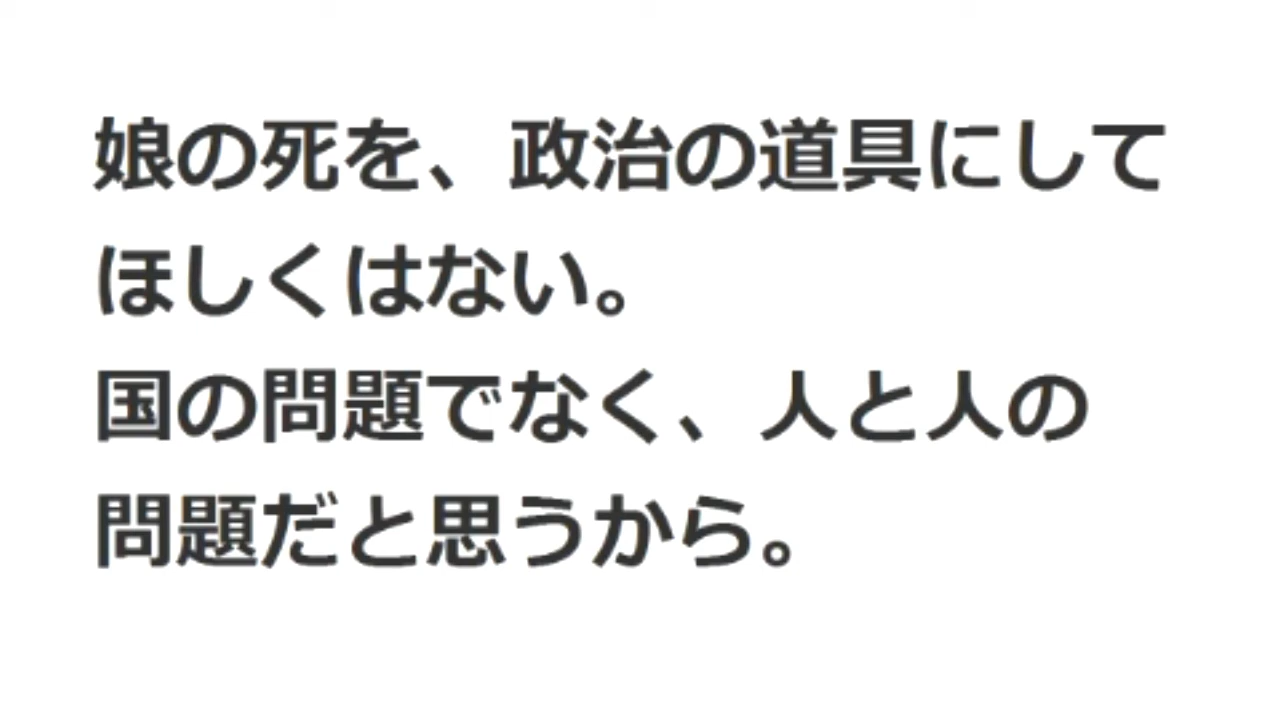 娘の死を、政治の道具にして
ほしくはない。
国の問題でなく、人と人の
問題だと思うから。